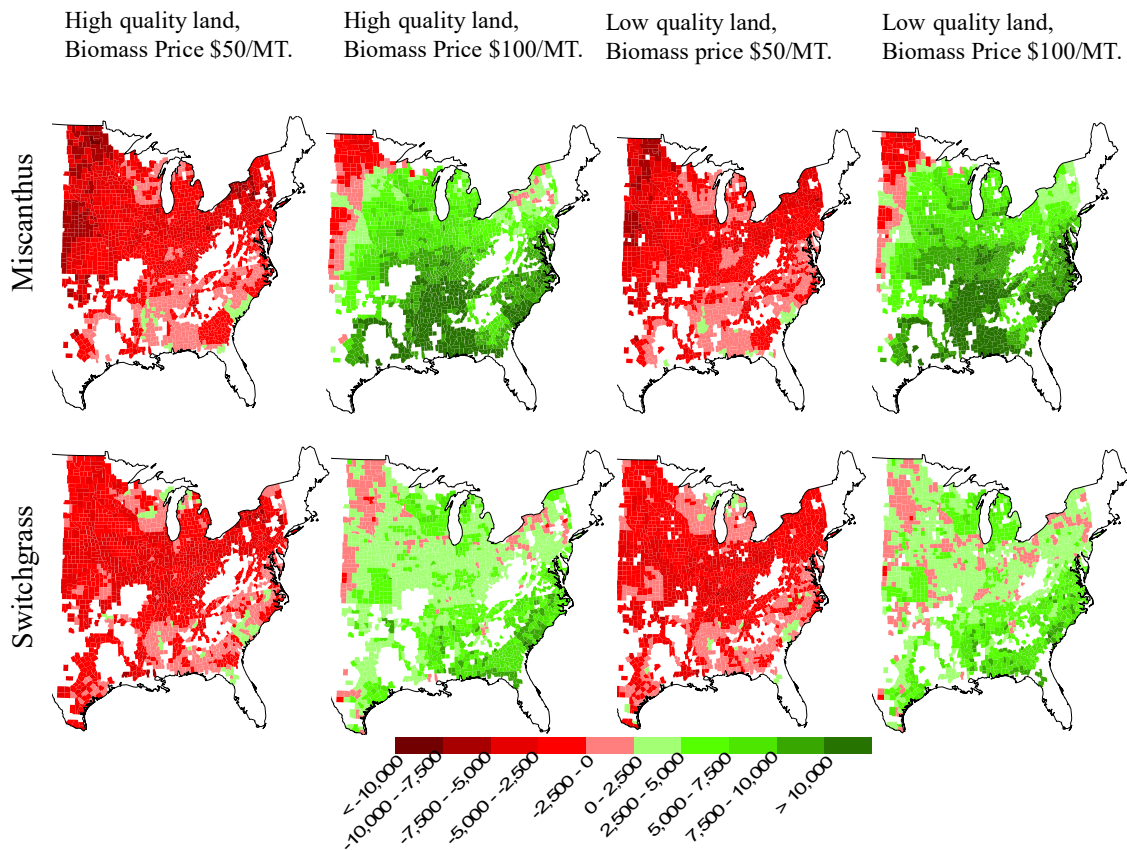 High quality land,
Biomass Price $50/MT.
High quality land,
Biomass Price $100/MT.
Low quality land,
Biomass price $50/MT.
Low quality land,
Biomass Price $100/MT.
Miscanthus
Switchgrass
< -10,000
-10,000 - -7,500
-7,500 - -5,000
-5,000 - -2,500
-2,500 - 0
0 - 2,500
2,500 - 5,000
5,000 - 7,500
7,500 - 10,000
> 10,000